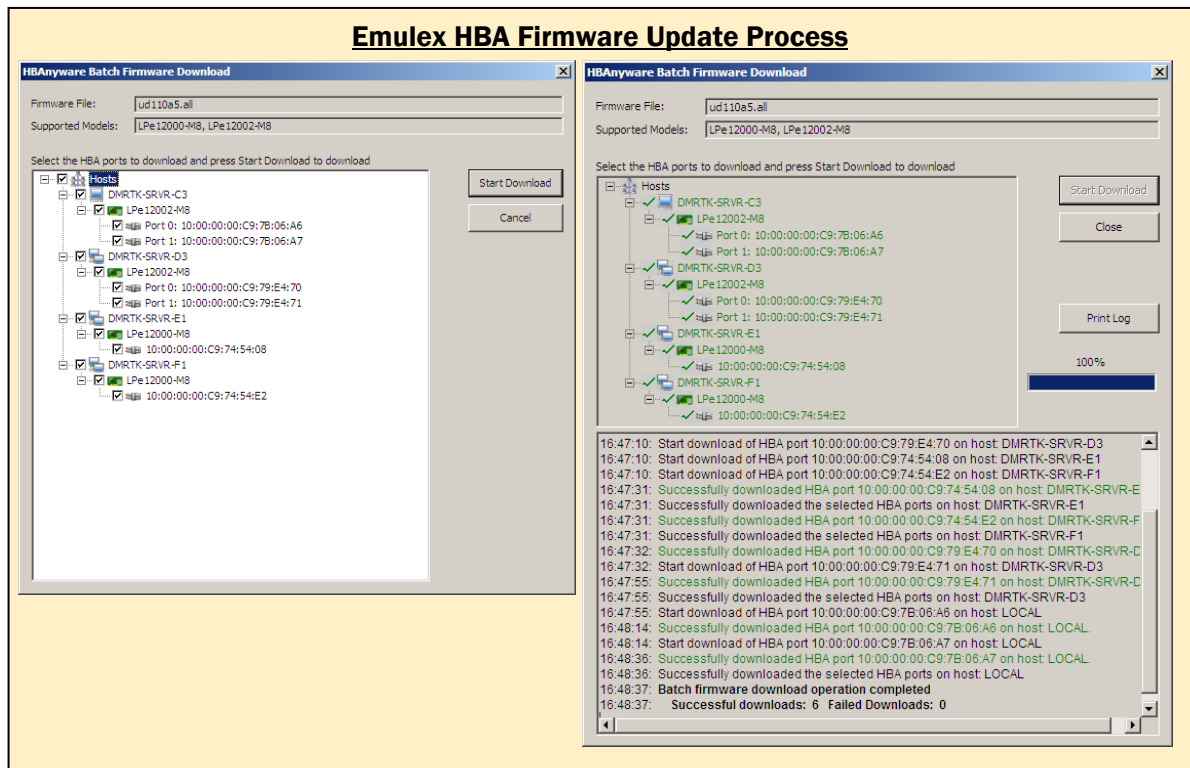 Emulex HBA Firmware Update Process
HBAnyware Batch Firmware Download
Firmware File: ud110a5.all
Supported Models: LPe12000-M8, LPe12002-M8
Select the HBA ports to download and press Start Download to download
Hosts
DMRTK-SRVR-C3
LPe12002-M8
Port 0: 10:00:00:00:C9:7B:06:A6
Port 1: 10:00:00:00:C9:7B:06:A7
DMRTK-SRVR-D3
LPe12002-M8
Port 0: 10:00:00:00:C9:79:E4:70
Port 1: 10:00:00:00:C9:79:E4:71
DMRTK-SRVR-E1
LPe12000-M8
10:00:00:00:C9:74:54:08
DMRTK-SRVR-F1
LPe12000-M8
10:00:00:00:C9:74:54:E2
Start Download
Cancel
HBAnyware Batch Firmware Download
Firmware File: ud110a5.all
Supported Models: LPe12000-M8, LPe12002-M8
Select the HBA ports to download and press Start Download to download
Hosts
DMRTK-SRVR-C3
LPe12002-M8
Port 0: 10:00:00:00:C9:7B:06:A6
Port 1: 10:00:00:00:C9:7B:06:A7
DMRTK-SRVR-D3
LPe12002-M8
Port 0: 10:00:00:00:C9:79:E4:70
Port 1: 10:00:00:00:C9:79:E4:71
DMRTK-SRVR-E1
LPe12000-M8
10:00:00:00:C9:74:54:08
DMRTK-SRVR-F1
LPe12000-M8
10:00:00:00:C9:74:54:E2
Start Download
Close
Print Log
100%
16:47:10: Start download of HBA port 10:00:00:00:C9:79:E4:70 on host: DMRTK-SRVR-D3
16:47:10: Start download of HBA port 10:00:00:00:C9:74:54:08 on host: DMRTK-SRVR-E1
16:47:10: Start download of HBA port 10:00:00:00:C9:74:54:E2 on host: DMRTK-SRVR-F1
16:47:31: Successfully downloaded HBA port 10:00:00:00:C9:74:54:08 on host: DMRTK-SRVR-E
16:47:31: Successfully downloaded the selected HBA ports on host: DMRTK-SRVR-E1
16:47:31: Successfully downloaded HBA port 10:00:00:00:C9:74:54:E2 on host: DMRTK-SRVR-F
16:47:31: Successfully downloaded the selected HBA ports on host: DMRTK-SRVR-F1
16:47:32: Successfully downloaded HBA port 10:00:00:00:C9:79:E4:70 on host: DMRTK-SRVR-D
16:47:32: Start download of HBA port 10:00:00:00:C9:79:E4:71 on host: DMRTK-SRVR-D3
16:47:55: Successfully downloaded HBA port 10:00:00:00:C9:79:E4:71 on host: DMRTK-SRVR-D
16:47:55: Successfully downloaded the selected HBA ports on host: DMRTK-SRVR-D3
16:47:55: Start download of HBA port 10:00:00:00:C9:7B:06:A6 on host: LOCAL
16:48:14: Successfully downloaded HBA port 10:00:00:00:C9:7B:06:A6 on host: LOCAL.
16:48:14: Start download of HBA port 10:00:00:00:C9:7B:06:A7 on host: LOCAL
16:48:36: Successfully downloaded HBA port 10:00:00:00:C9:7B:06:A7 on host: LOCAL.
16:48:36: Successfully downloaded the selected HBA ports on host: LOCAL
16:48:37: Batch firmware download operation completed
16:48:37: Successful downloads: 6 Failed Downloads: 0